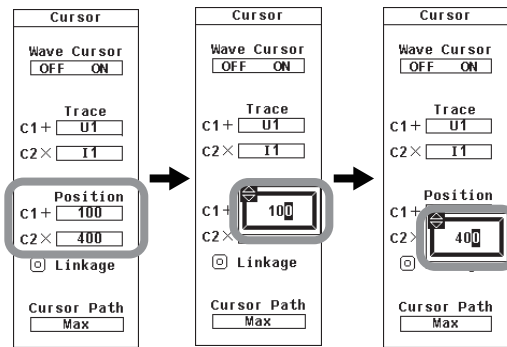 Cursor
Wave Cursor
OFF ON
Trace
C1+ U1
C2× I1
Position
C1+ 100
C2× 400
Linkage
Cursor Path
Max
Cursor
Wave Cursor
OFF ON
Trace
C1+ U1
C2× I1
C1+ 100
C2×
Linkage
Cursor Path
Max
Cursor
Wave Cursor
OFF ON
Trace
C1+ U1
C2× I1
Position
C1+
C2× 400
Cursor Path
Max